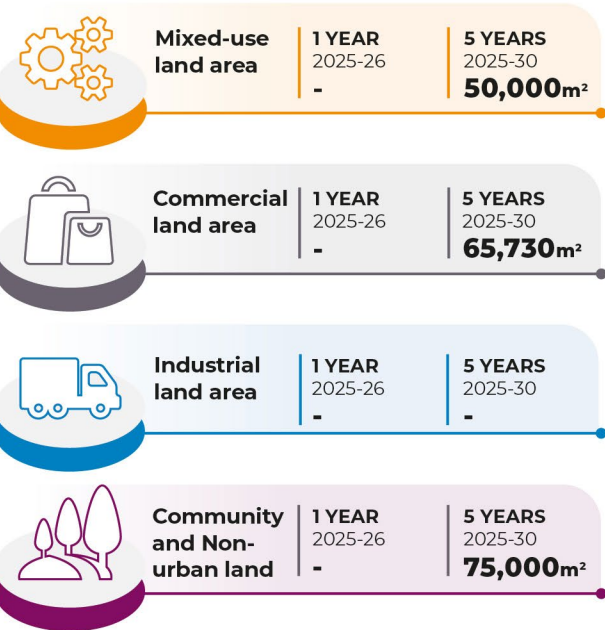 Mixed-use
land area
1 YEAR
2025-26
-
5 YEARS
2025-30
50,000m²
Commercial
land area
1 YEAR
2025-26
-
5 YEARS
2025-30
65,730m²
Industrial
land area
1 YEAR
2025-26
-
5 YEARS
2025-30
-
Community
and Non-
urban land
1 YEAR
2025-26
-
5 YEARS
2025-30
75,000m²